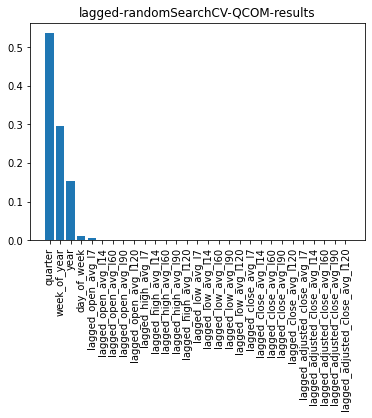 lagged-randomSearchCV-QCOM-results
0.5
0.4
0.3
0.2
0.1
0.0
quarter
week_of_year
year
day_of_week
lagged_open_avg_l7
lagged_open_avg_l14
lagged_open_avg_l60
lagged_open_avg_l90
lagged_open_avg_l120
lagged_high_avg_l7
lagged_high_avg_l14
lagged_high_avg_l60
lagged_high_avg_l90
lagged_high_avg_l120
lagged_low_avg_l7
lagged_low_avg_l14
lagged_low_avg_l60
lagged_low_avg_l90
lagged_low_avg_l120
lagged_close_avg_l7
lagged_close_avg_l14
lagged_close_avg_l60
lagged_close_avg_l90
lagged_close_avg_l120
lagged_adjusted_close_avg_l7
lagged_adjusted_close_avg_l14
lagged_adjusted_close_avg_l60
lagged_adjusted_close_avg_l90
lagged_adjusted_close_avg_l120